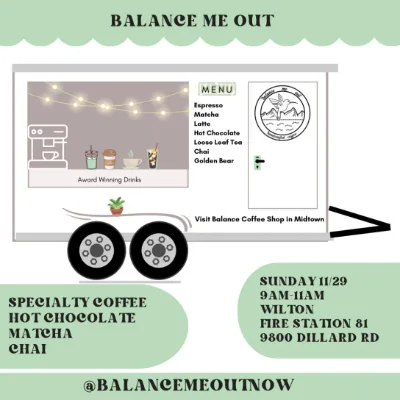 BALANCE ME OUT
MENU
Espresso
Matcha
Latte
Hot Chocolate
Loose Leaf Tea
Chai
Golden Bear
Award Winning Drinks
Visit Balance Coffee Shop in Midtown
SPECIALTY COFFEE
HOT CHOCOLATE
MATCHA
CHAI
SUNDAY 11/29
9AM-11AM
WILTON
FIRE STATION 81
9800 DILLARD RD
@BALANCEMEOUTNOW